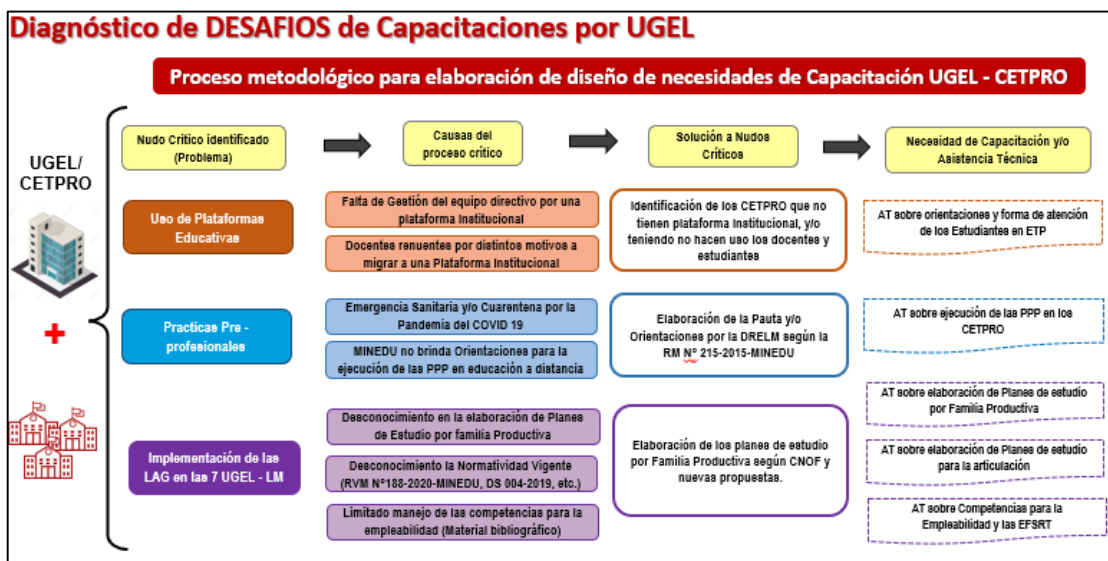 Diagnóstico de DESAFIOS de Capacitaciones por UGEL
Proceso metodológico para elaboración de diseño de necesidades de Capacitación UGEL - CETPRO
UGEL/
CETPRO
Nudo Critico identificado
(Problema)
Causas del
proceso crítico
Solución a Nudos
Críticos
Necesidad de Capacitación y/o
Asistencia Técnica
Uso de Plataformas
Educativas
Falta de Gestión del equipo directivo por una
plataforma Institucional
Docentes renuentes por distintos motivos a
migrar a una Plataforma Institucional
Identificación de los CETPRO que no
tienen plataforma Institucional, y/o
teniendo no hacen uso los docentes y
estudiantes
AT sobre orientaciones y forma de atención
de los Estudiantes en ETP
Practicas Pre -
profesionales
Emergencia Sanitaria y/o Cuarentena por la
Pandemia del COVID 19
MINEDU no brinda Orientaciones para la
ejecución de las PPP en educación a distancia
Elaboración de la Pauta y/o
Orientaciones por la DRELM según la
RM Nº 215-2015-MINEDU
AT sobre ejecución de las PPP en los
CETPRO
Implementación de las
LAG en las 7 UGEL - LM
Desconocimiento en la elaboración de Planes
de Estudio por familia Productiva
Desconocimiento la Normatividad Vigente
(RVM Nº188-2020-MINEDU, DS 004-2019, etc.)
Limitado manejo de las competencias para la
empleabilidad (Material bibliográfico)
Elaboración de los planes de estudio
por Familia Productiva según CNOF y
nuevas propuestas.
AT sobre elaboración de Planes de estudio
por Familia Productiva
AT sobre elaboración de Planes de estudio
para la articulación
AT sobre Competencias para la
Empleabilidad y las EFSRT